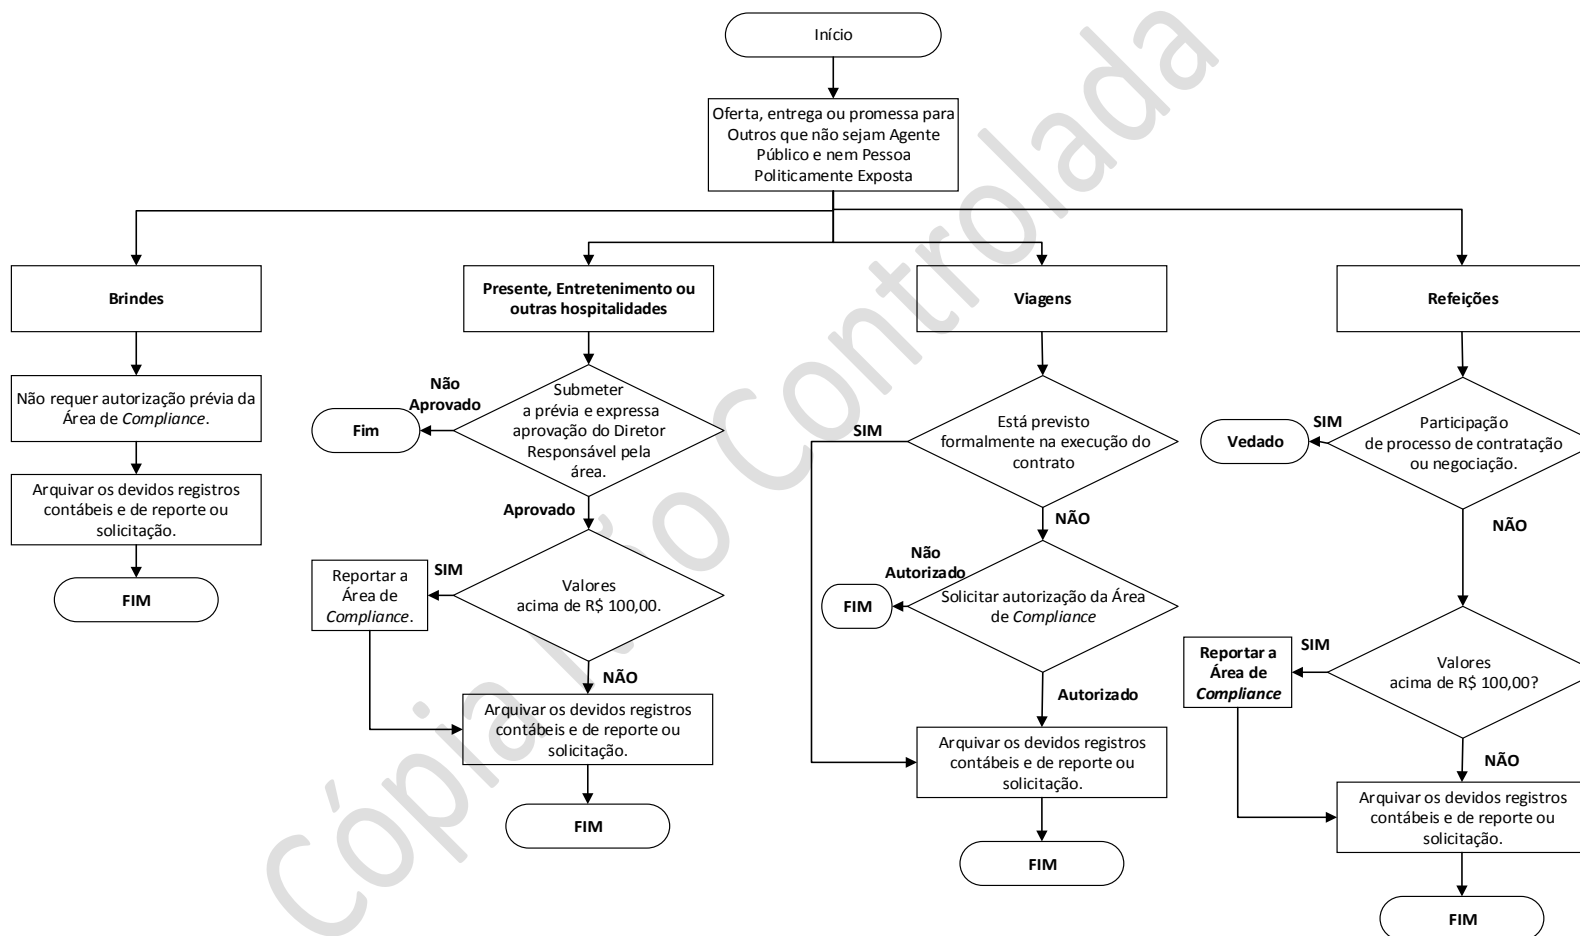 Início
Oferta, entrega ou promessa para
Outros que não sejam Agente
Público e nem Pessoa
Politicamente Exposta
Brindes
Não requer autorização prévia da
Área de Compliance.
Arquivar os devidos registros
contábeis e de reporte ou
solicitação.
FIM
Presente, Entretenimento ou
outras hospitalidades
Submeter
a prévia e expressa
aprovação do Diretor
Responsável pela
área.
Não
Aprovado
Fim
Aprovado
Valores
acima de R$ 100,00.
SIM
Reportar a
Área de
Compliance.
NÃO
Arquivar os devidos registros
contábeis e de reporte ou
solicitação.
FIM
Viagens
Está previsto
formalmente na execução do
contrato
SIM
NÃO
Solicitar autorização da Área
de Compliance
Não
Autorizado
FIM
Autorizado
Arquivar os devidos registros
contábeis e de reporte ou
solicitação.
FIM
Refeições
Participação
de processo de contratação
ou negociação.
SIM
Vedado
NÃO
Valores
acima de R$ 100,00?
SIM
Reportar a
Área de
Compliance
NÃO
Arquivar os devidos registros
contábeis e de reporte ou
solicitação.
FIM
Cópia Não Controlada